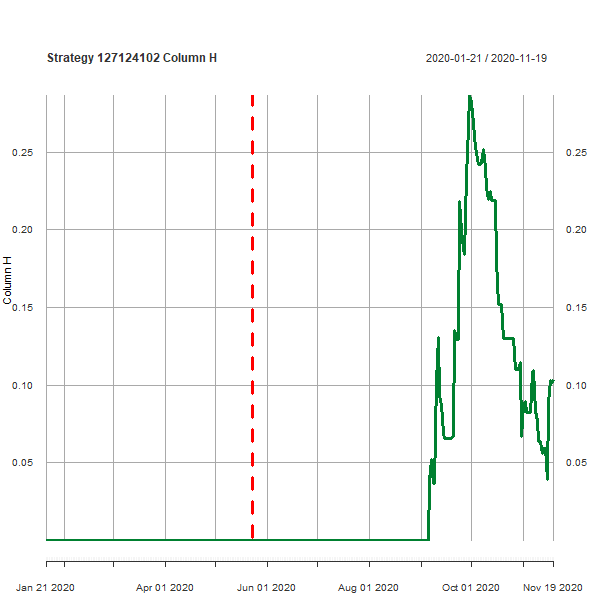 Strategy 127124102 Column H
2020-01-21 / 2020-11-19
Column H
0.25
0.20
0.15
0.10
0.05
0.25
0.20
0.15
0.10
0.05
Jan 21 2020
Apr 01 2020
Jun 01 2020
Aug 01 2020
Oct 01 2020
Nov 19 2020